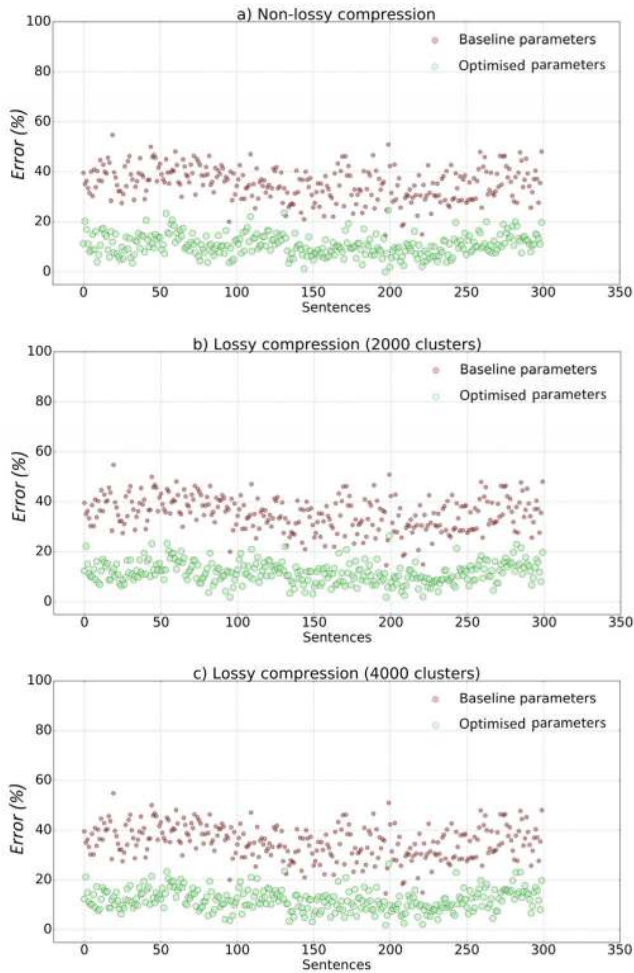 a) Non-lossy compression
100
80
60
40
20
0
Error (%)
Baseline parameters
Optimised parameters
0 50 100 150 200 250 300 350
Sentences
b) Lossy compression (2000 clusters)
100
80
60
40
20
0
Error (%)
Baseline parameters
Optimised parameters
0 50 100 150 200 250 300 350
Sentences
c) Lossy compression (4000 clusters)
100
80
60
40
20
0
Error (%)
Baseline parameters
Optimised parameters
0 50 100 150 200 250 300 350
Sentences